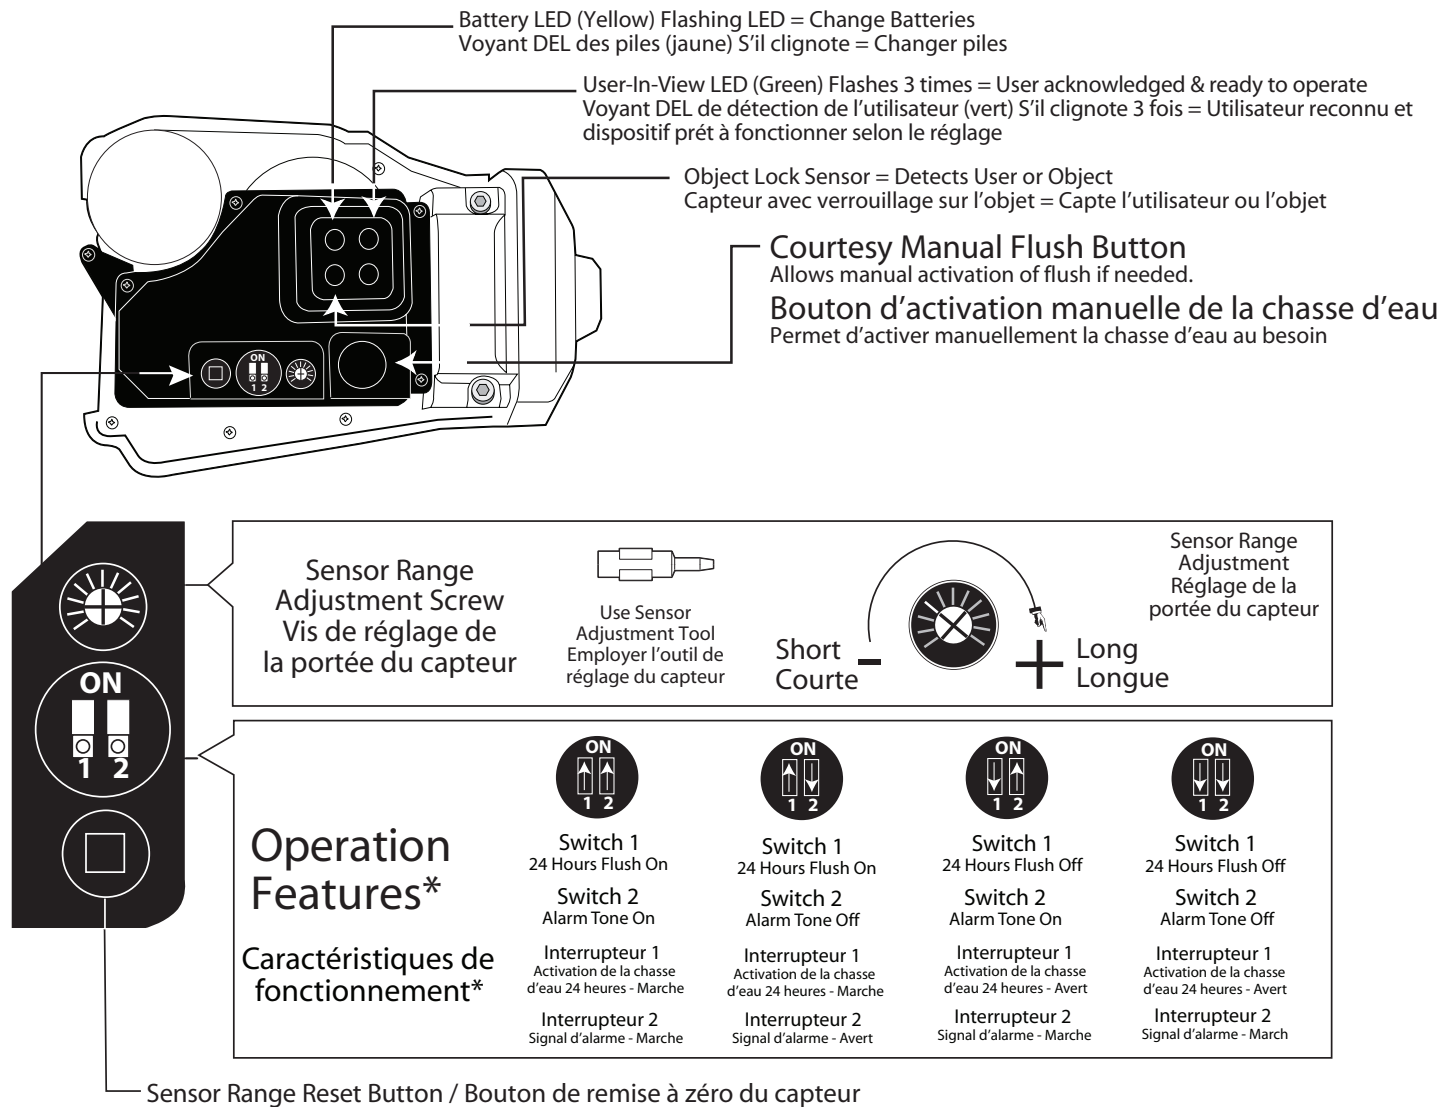 Battery LED (Yellow) Flashing LED = Change Batteries
Voyant DEL des piles (jaune) S'il clignote = Changer piles
User-In-View LED (Green) Flashes 3 times = User acknowledged & ready to operate
Voyant DEL de détection de l'utilisateur (vert) S'il clignote 3 fois = Utilisateur reconnu et
dispositif prét à fonctionner selon le réglage
Object Lock Sensor = Detects User or Object
Capteur avec verrouillage sur l'objet = Capte l'utilisateur ou l'objet
Courtesy Manual Flush Button
Allows manual activation of flush if needed.
Bouton d'activation manuelle de la chasse d'eau
Permet d'activer manuellement la chasse d'eau au besoin
ON
1 2
Sensor Range
Adjustment Screw
Vis de réglage de
la portée du capteur
Use Sensor
Adjustment Tool
Employer l'outil de
réglage du capteur
Short
Courte
-
+
Long
Longue
Sensor Range
Adjustment
Réglage de la
portée du capteur
ON
1 2
Operation
Features*
Caractéristiques de
fonctionnement*
ON
1 2
Switch 1
24 Hours Flush On
Switch 2
Alarm Tone On
Interrupteur 1
Activation de la chasse
d'eau 24 heures - Marche
Interrupteur 2
Signal d'alarme - Marche
ON
1 2
Switch 1
24 Hours Flush On
Switch 2
Alarm Tone Off
Interrupteur 1
Activation de la chasse
d'eau 24 heures - Marche
Interrupteur 2
Signal d'alarme - Avert
ON
1 2
Switch 1
24 Hours Flush Off
Switch 2
Alarm Tone On
Interrupteur 1
Activation de la chasse
d'eau 24 heures - Avert
Interrupteur 2
Signal d'alarme - Marche
ON
1 2
Switch 1
24 Hours Flush Off
Switch 2
Alarm Tone Off
Interrupteur 1
Activation de la chasse
d'eau 24 heures - Avert
Interrupteur 2
Signal d'alarme - March
Sensor Range Reset Button / Bouton de remise à zéro du capteur